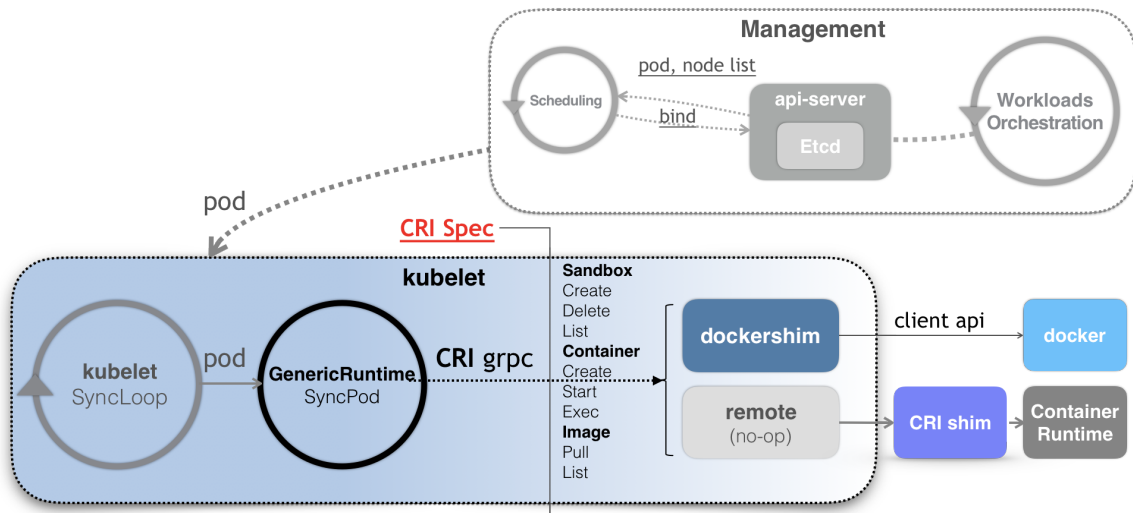 Management
pod, node list
Scheduling
bind
api-server
Etcd
Workloads
Orchestration
pod
CRI Spec
kubelet
Sandbox
Create
Delete
List
Container
Create
Start
Exec
Image
Pull
List
kubelet
SyncLoop
pod
GenericRuntime
SyncPod
CRI grpc
dockershim
client api
docker
remote
(no-op)
CRI shim
Container
Runtime